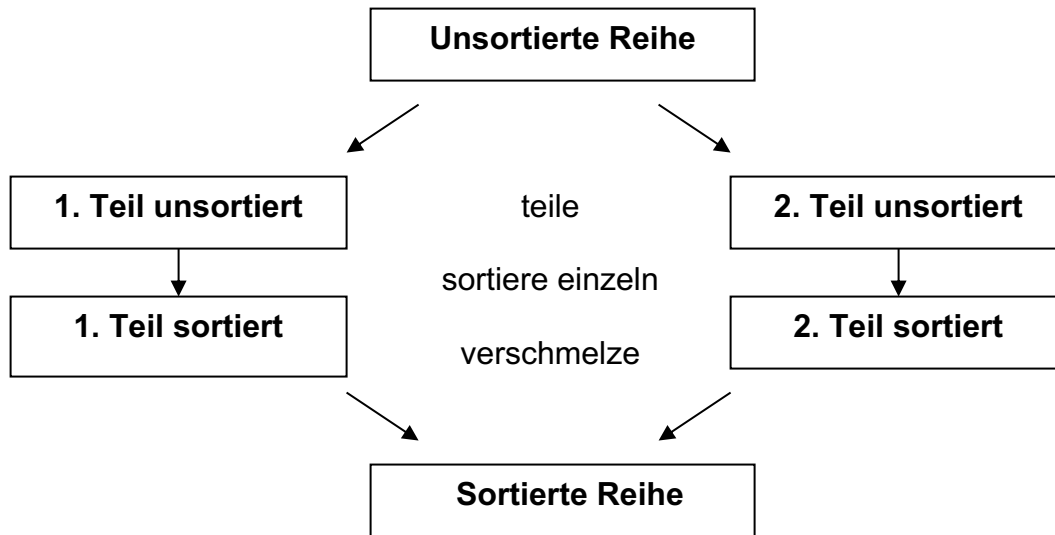 Unsortierte Reihe
1. Teil unsortiert
teile
2. Teil unsortiert
sortiere einzeln
1. Teil sortiert
2. Teil sortiert
verschmelze
Sortierte Reihe